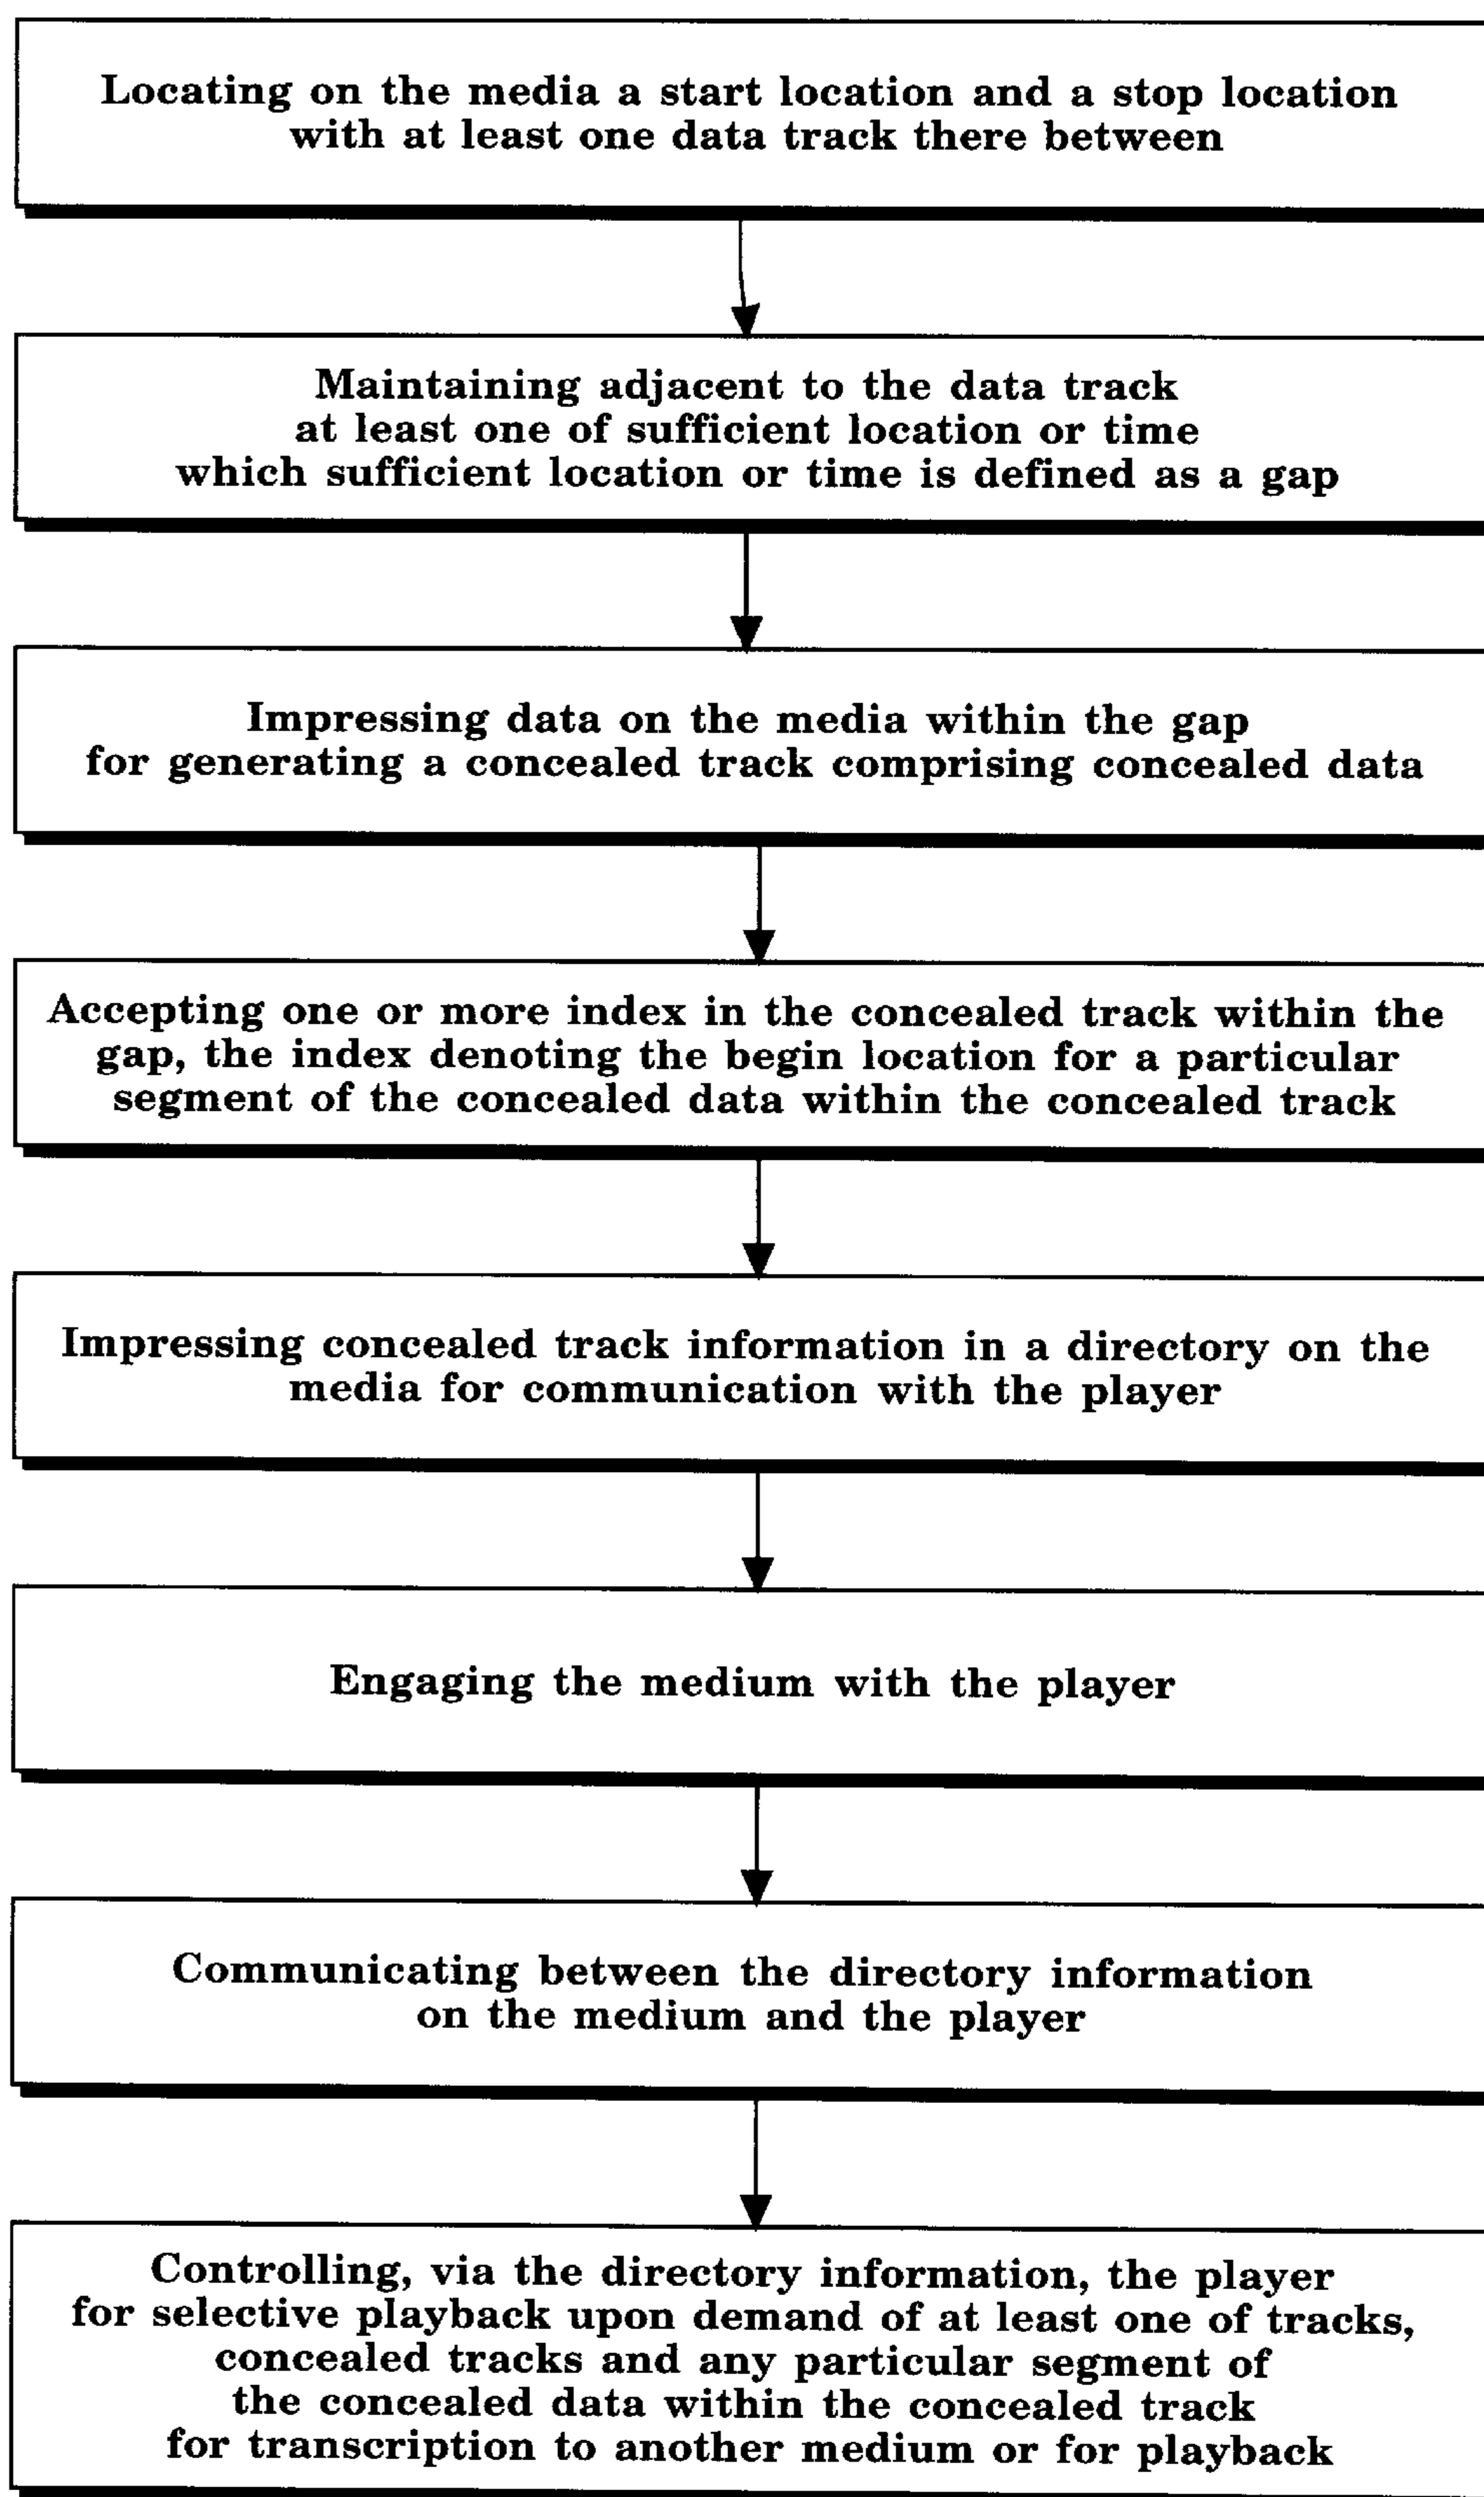 Locating on the media a start location and a stop location
with at least one data track there between
Maintaining adjacent to the data track
at least one of sufficient location or time
which sufficient location or time is defined as a gap
Impressing data on the media within the gap
for generating a concealed track comprising concealed data
Accepting one or more index in the concealed track within the
gap, the index denoting the begin location for a particular
segment of the concealed data within the concealed track
Impressing concealed track information in a directory on the
media for communication with the player
Engaging the medium with the player
Communicating between the directory information
on the medium and the player
Controlling, via the directory information, the player
for selective playback upon demand of at least one of tracks,
concealed tracks and any particular segment of
the concealed data within the concealed track
for transcription to another medium or for playback